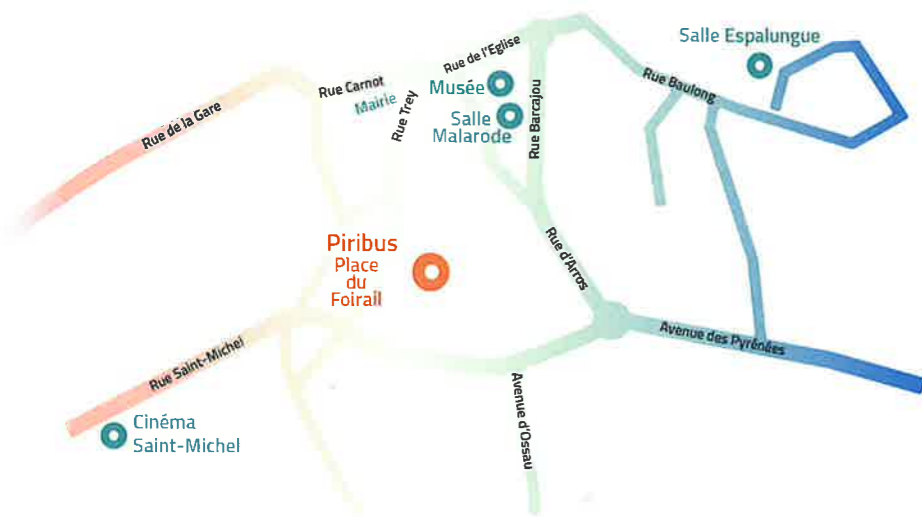 Salle Espalungue
Rue de l'Eglise
Rue Baulong
Rue Carnot
Musée
Mairie
Rue de la Gare
Rue Trey
Salle
Malarode
Rue Barcajou
Piribus
Place
du
Foirail
Rue d'Arros
Avenue des Pyrénées
Rue Saint-Michel
Avenue d'Ossau
Cinéma
Saint-Michel